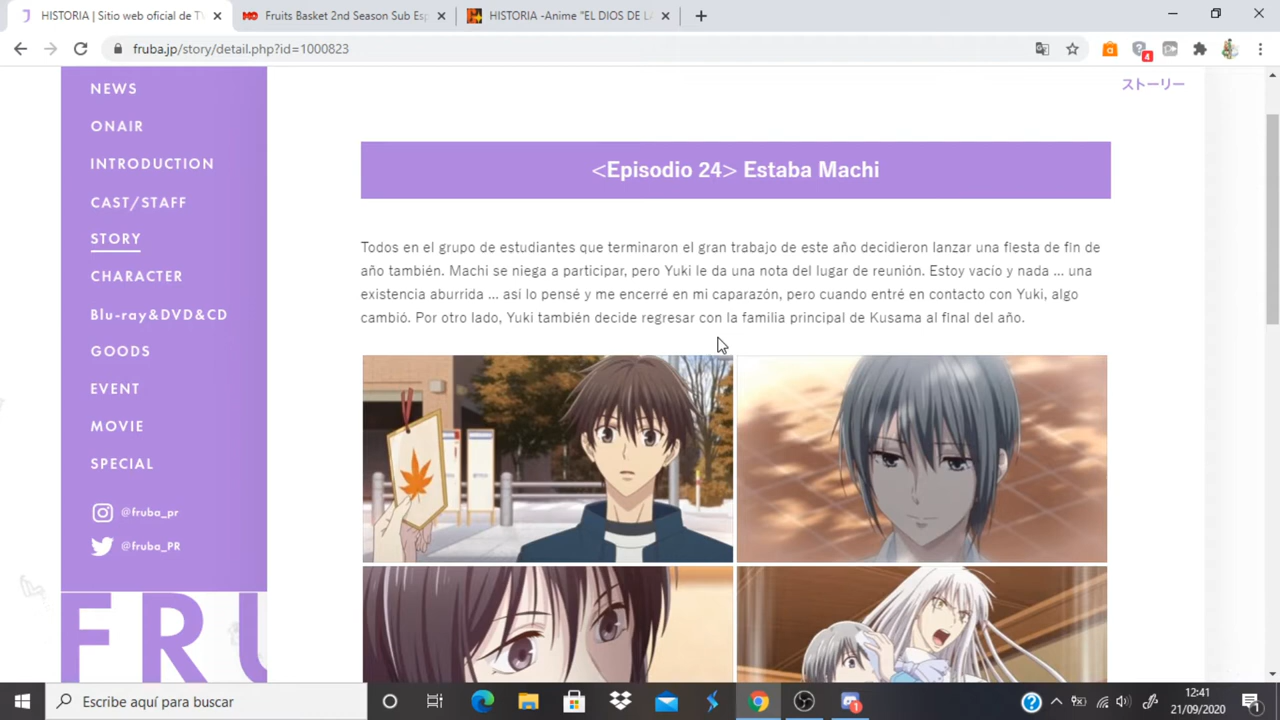 HISTORIA | Sitio web oficial de TV
Fruits Basket 2nd Season Sub Esp
HISTORIA -Anime "EL DIOS DE LA
fruba.jp/story/detail.php?id=1000823
4
NEWS
ONAIR
INTRODUCTION
CAST/STAFF
STORY
CHARACTER
Blu-ray&DVD&CD
GOODS
EVENT
MOVIE
SPECIAL
@fruba_pr
@fruba_PR
FRU
ストーリー
<Episodio 24> Estaba Machi
Todos en el grupo de estudiantes que terminaron el gran trabajo de este año decidieron lanzar una fiesta de fin de
año también. Machi se niega a participar, pero Yuki le da una nota del lugar de reunión. Estoy vacío y nada ... una
existencia aburrida ... así lo pensé y me encerré en mi caparazón, pero cuando entré en contacto con Yuki, algo
cambió. Por otro lado, Yuki también decide regresar con la familia principal de Kusama al final del año.
Escribe aquí para buscar
1
12:41
21/09/2020
1